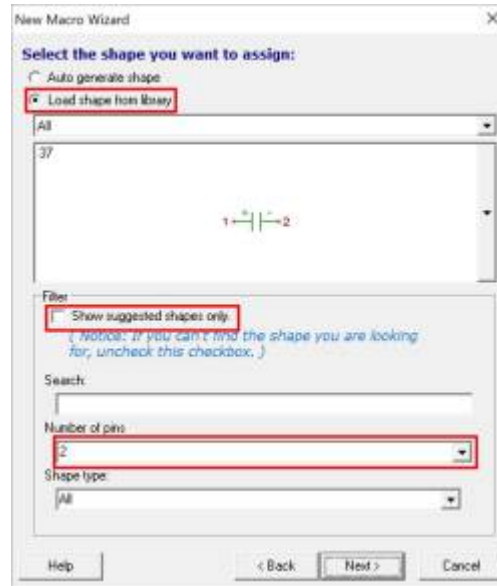 New Macro Wizard
Select the shape you want to assign:
Auto generate shape
Load shape from library
All
37
1 + - 2
Filter
Show suggested shapes only
( Notice: If you can't find the shape you are looking
for, uncheck this checkbox. )
Search:
Number of pins
2
Shape type:
All
Help
< Back
Next >
Cancel